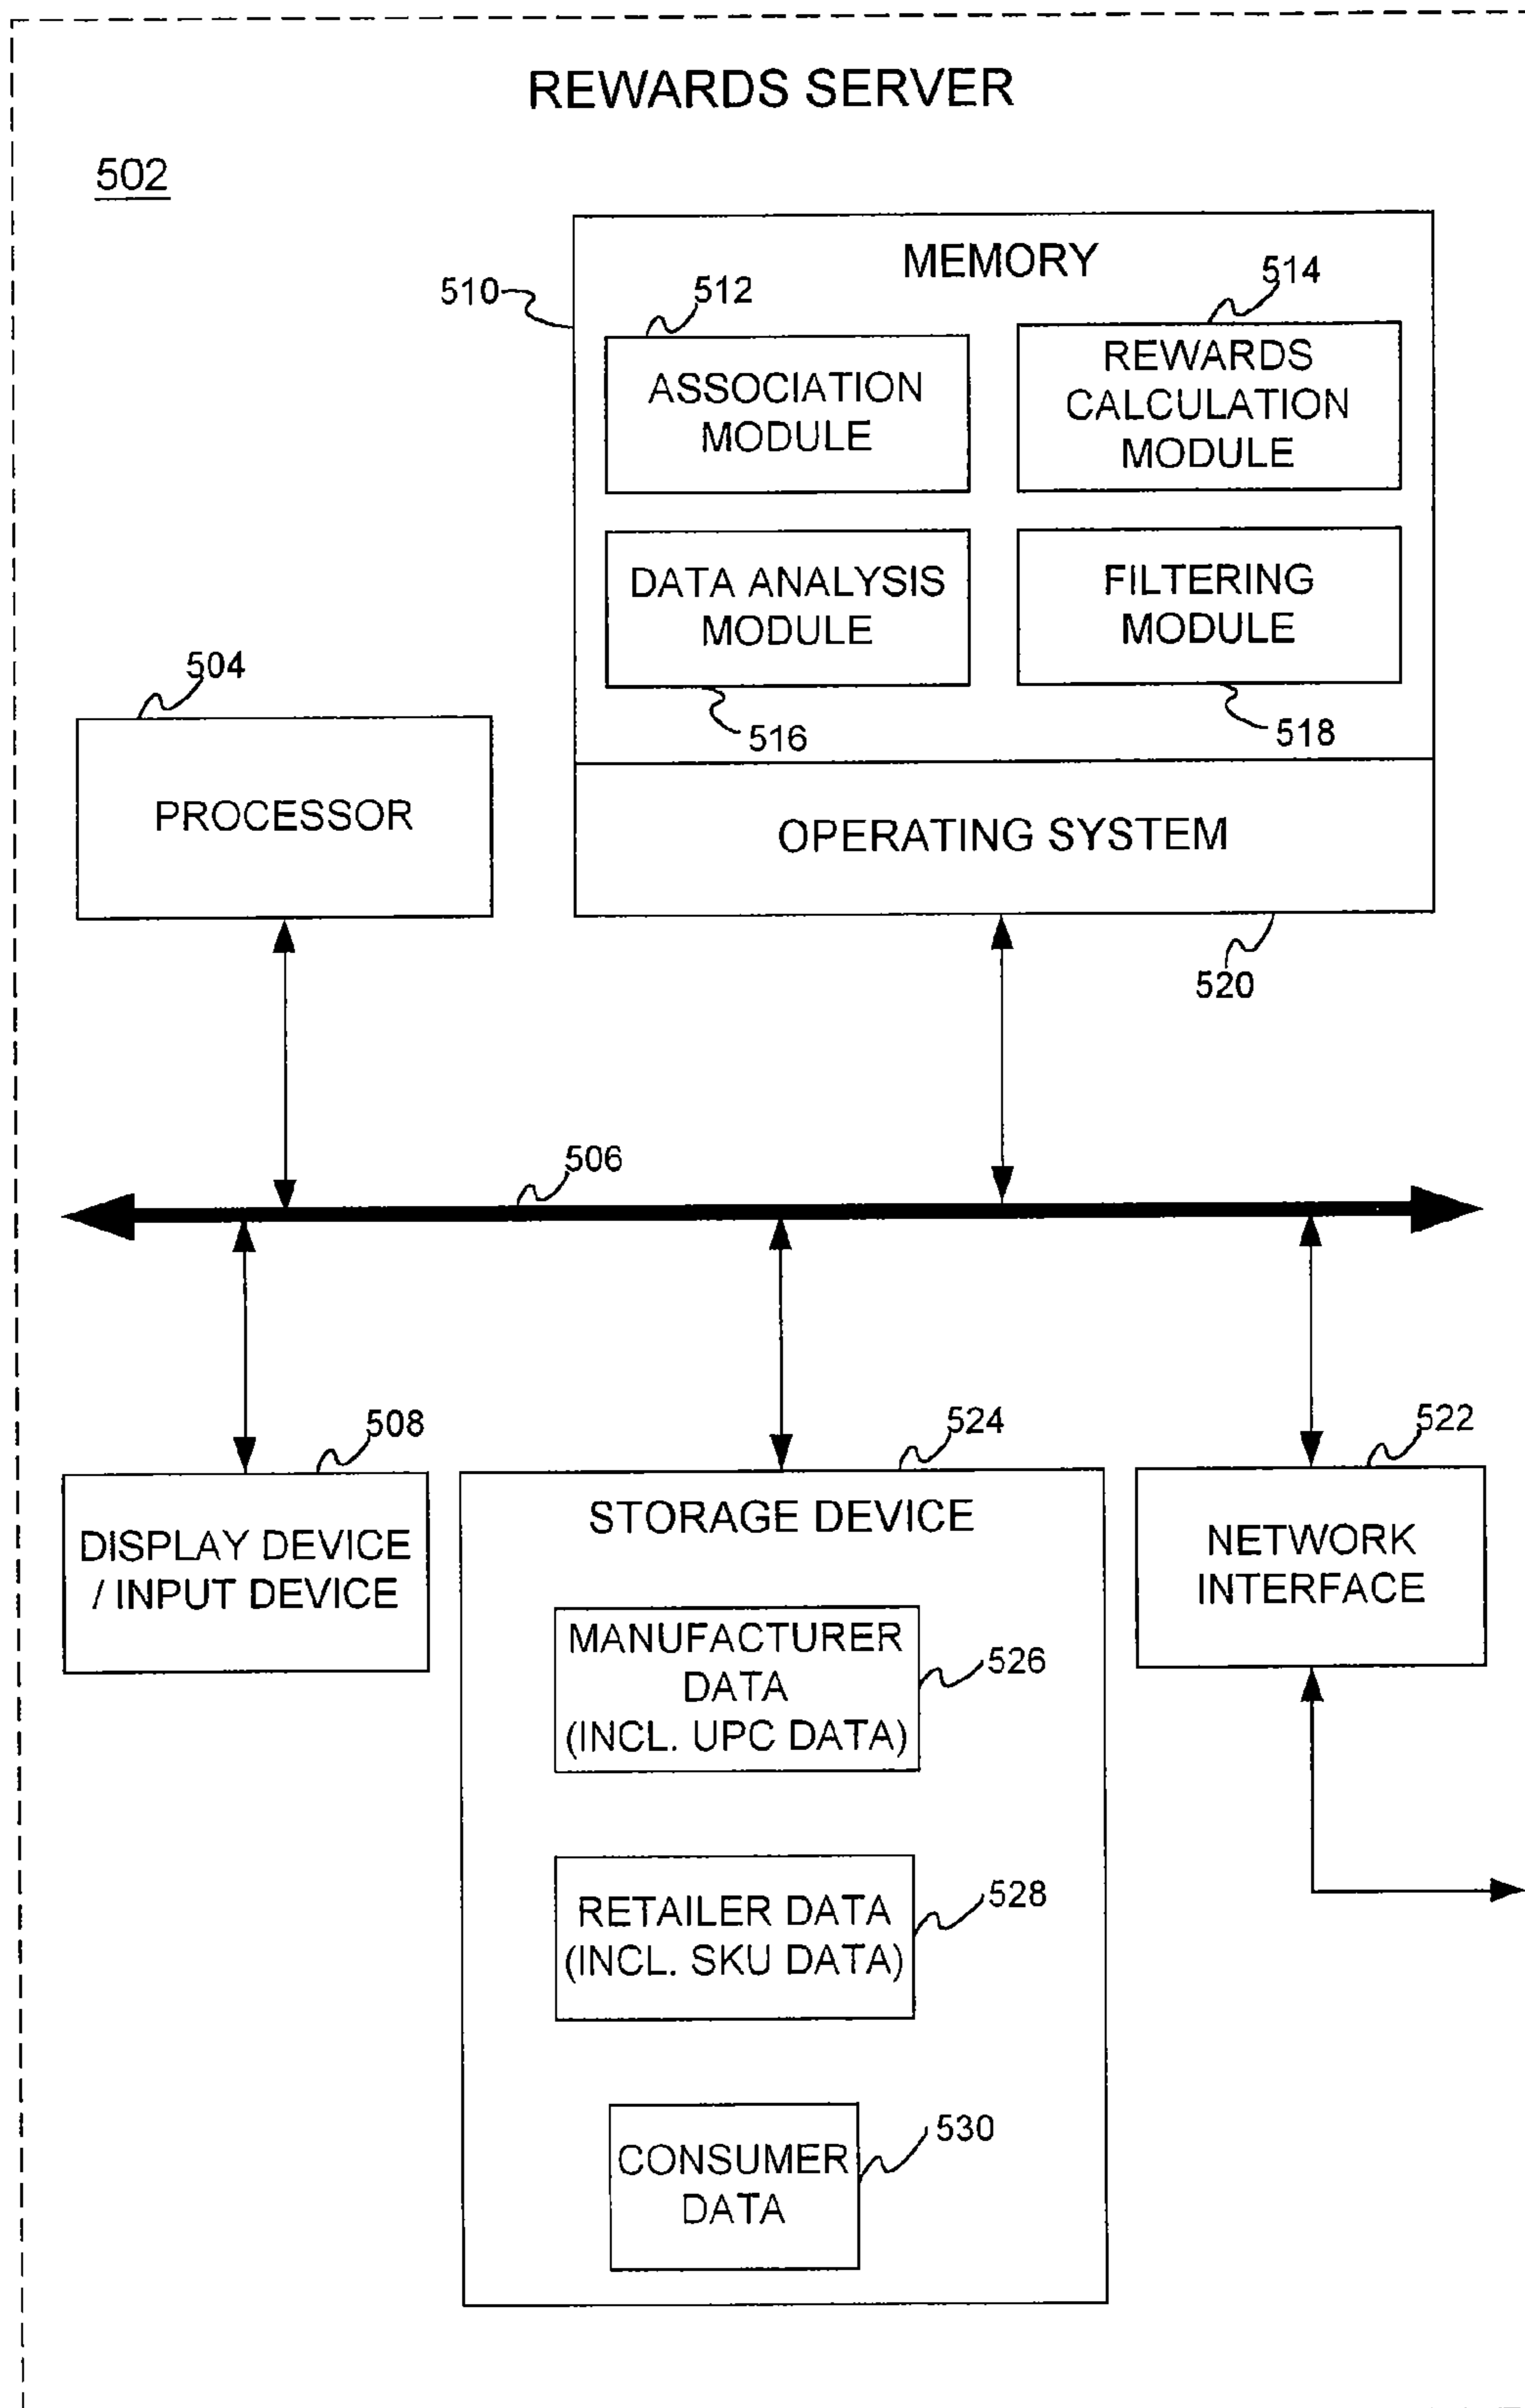 REWARDS SERVER
502
MEMORY
510
512
514
ASSOCIATION
MODULE
REWARDS
CALCULATION
MODULE
DATA ANALYSIS
MODULE
FILTERING
MODULE
516
518
504
PROCESSOR
OPERATING SYSTEM
520
506
508
DISPLAY DEVICE
/ INPUT DEVICE
524
STORAGE DEVICE
MANUFACTURER
DATA
(INCL. UPC DATA)
526
RETAILER DATA
(INCL. SKU DATA)
528
CONSUMER
DATA
530
522
NETWORK
INTERFACE